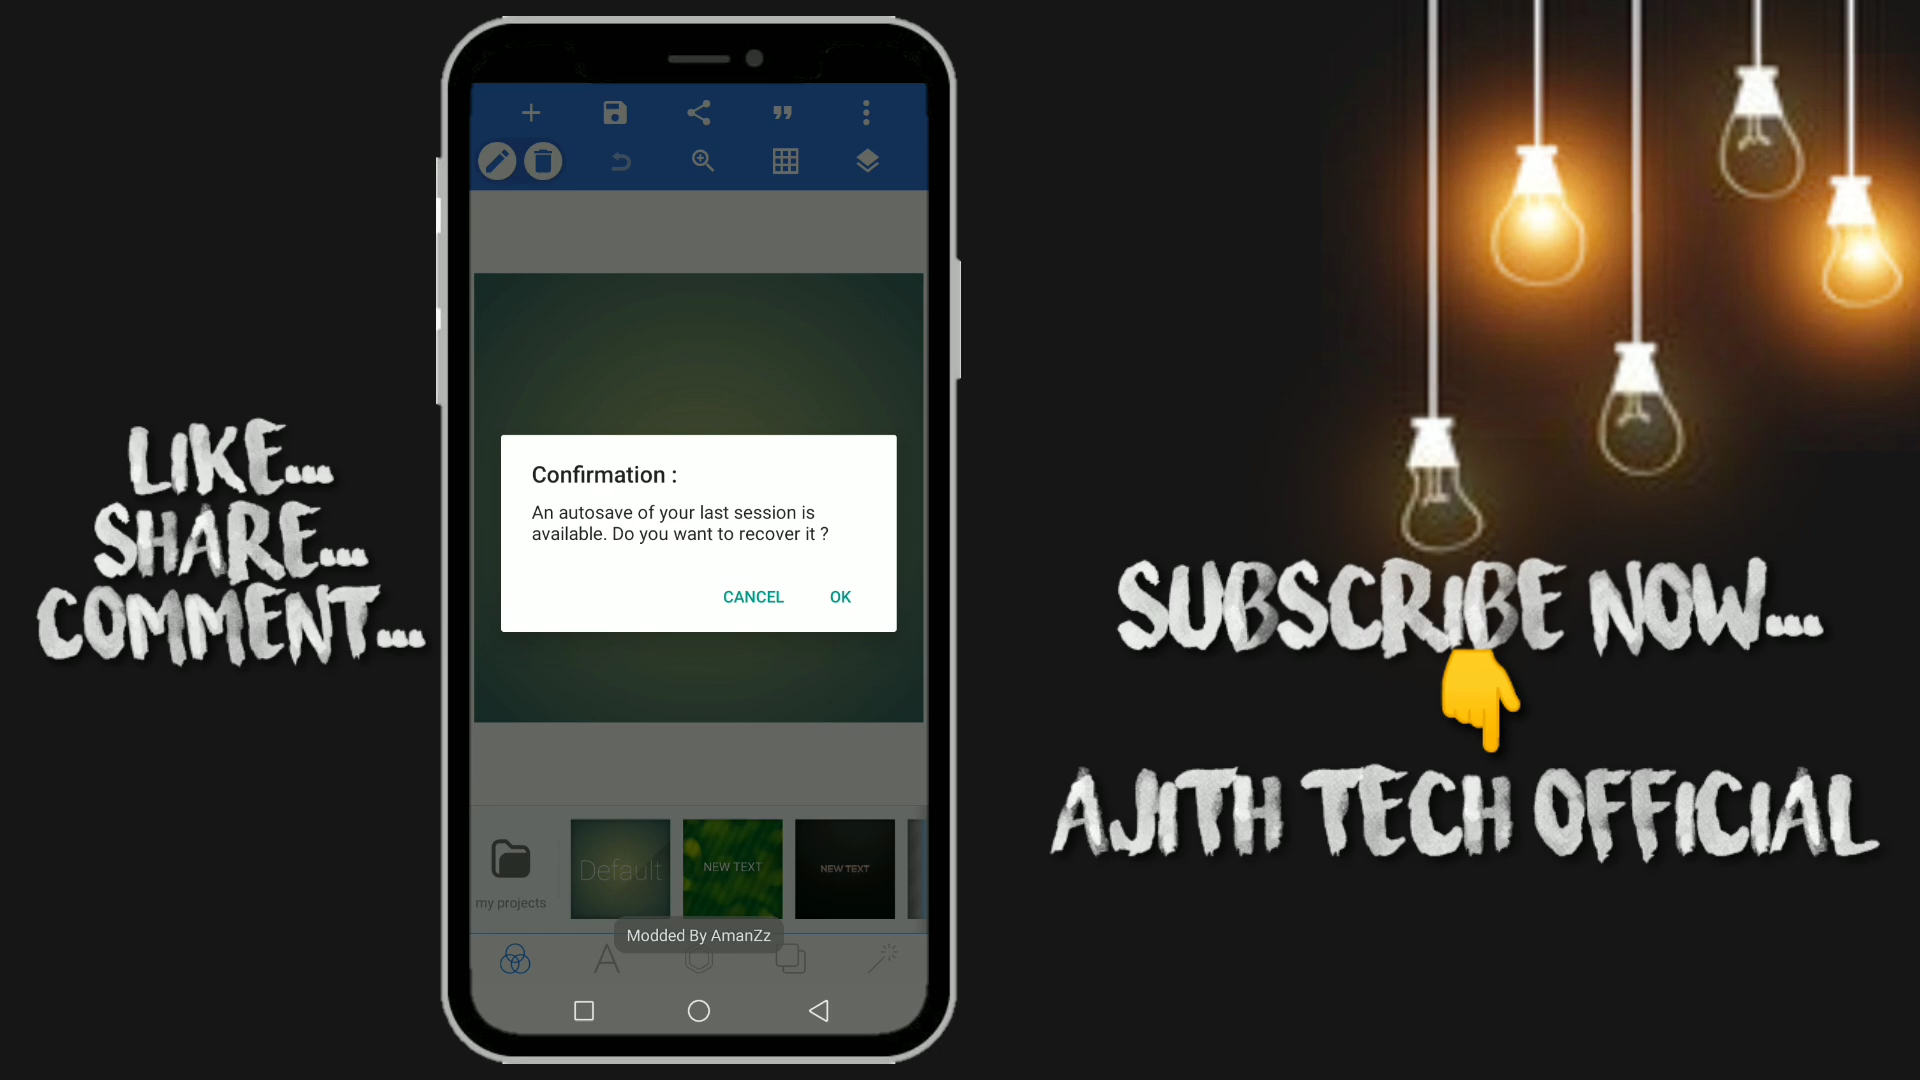 LIKE...
SHARE...
COMMENT...
Confirmation :
An autosave of your last session is
available. Do you want to recover it ?
CANCEL OK
my projects
Default
NEW TEXT
NEW TEXT
Modded By AmanZz
SUBSCRIBE NOW...
AJITH TECH OFFICIAL